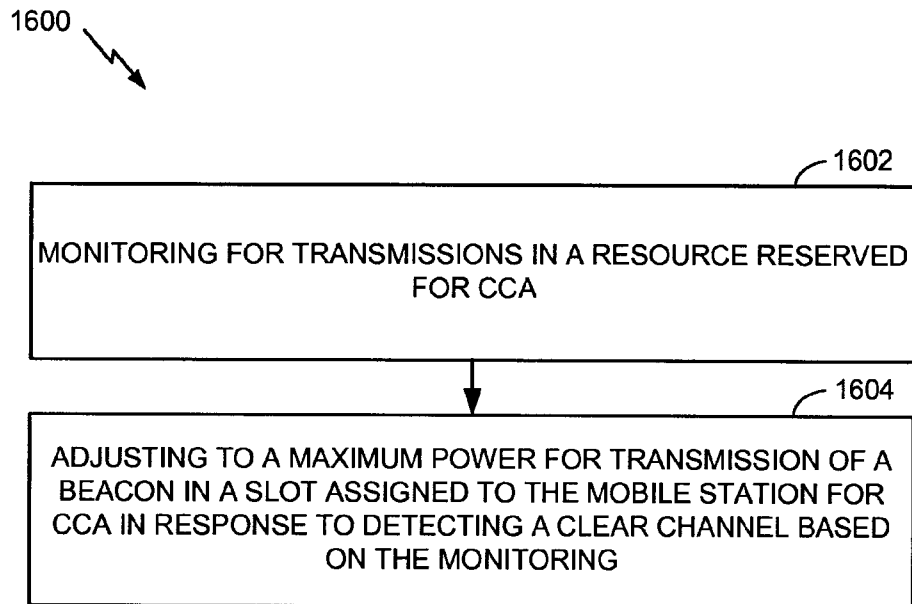 1600
1602
MONITORING FOR TRANSMISSIONS IN A RESOURCE RESERVED
FOR CCA
1604
ADJUSTING TO A MAXIMUM POWER FOR TRANSMISSION OF A
BEACON IN A SLOT ASSIGNED TO THE MOBILE STATION FOR
CCA IN RESPONSE TO DETECTING A CLEAR CHANNEL BASED
ON THE MONITORING